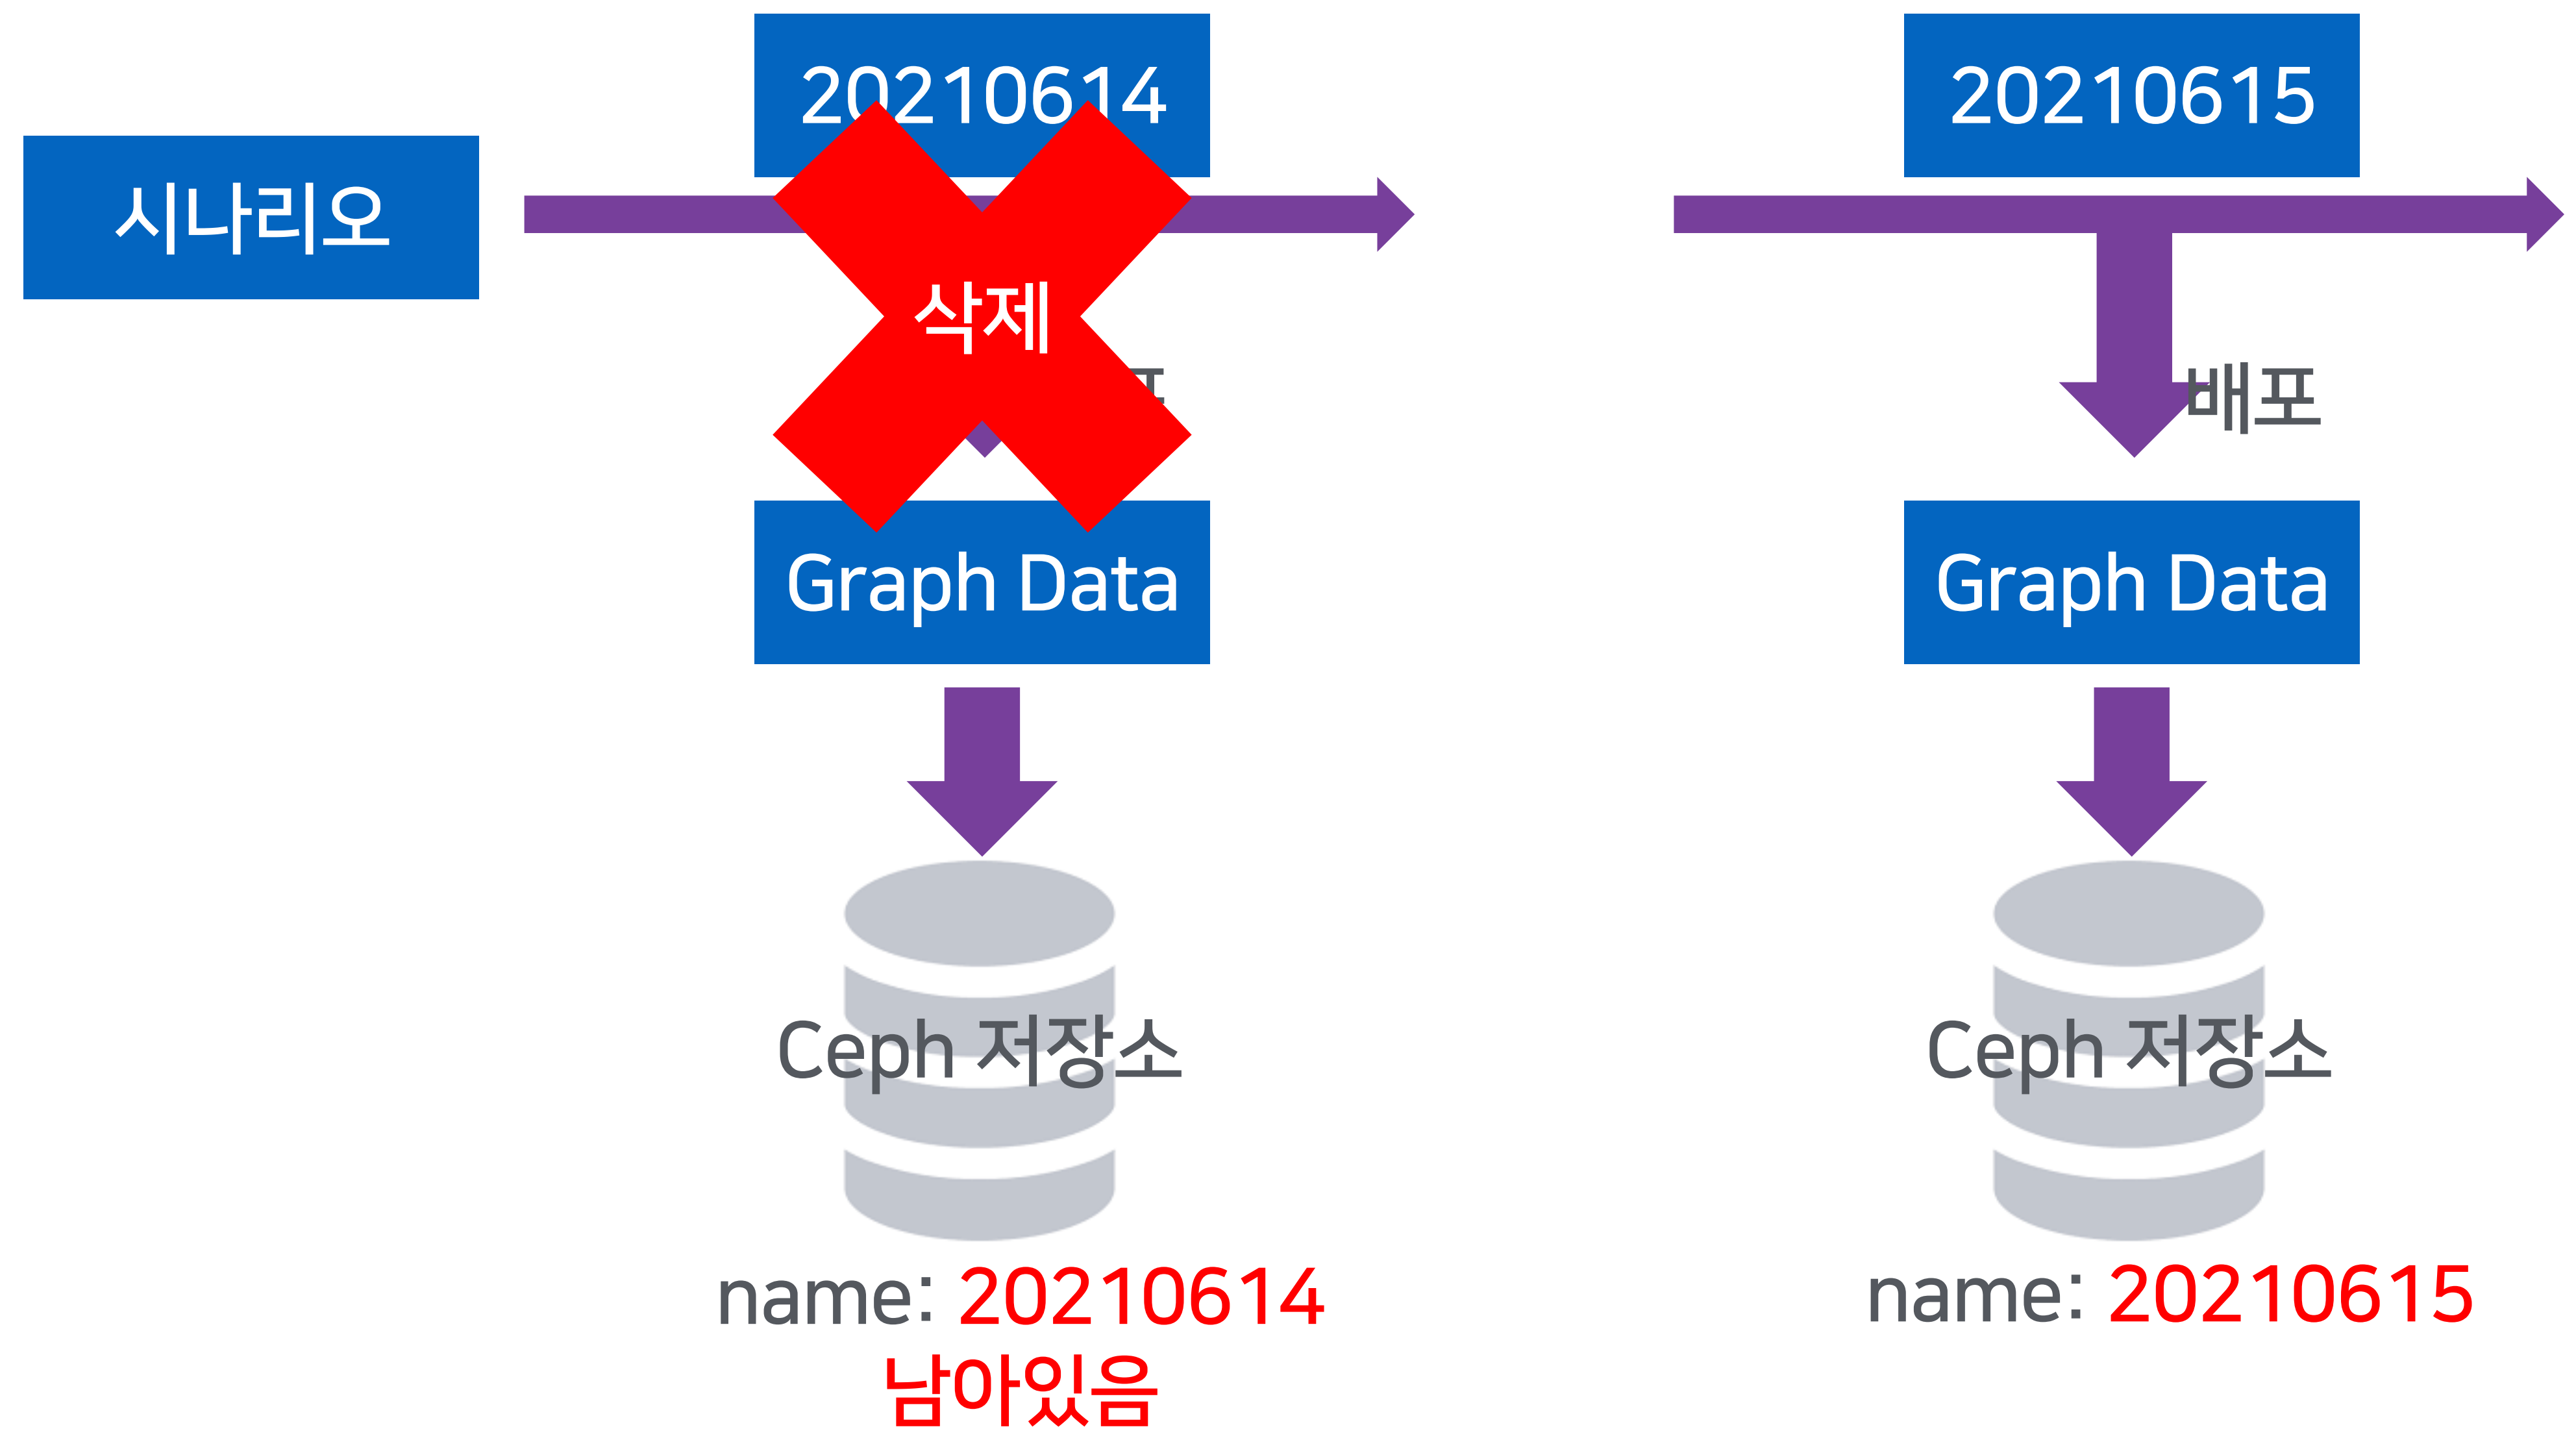 시나리오
20210614
삭제
Graph Data
Ceph 저장소
name: 20210614
남아있음
20210615
배포
Graph Data
Ceph 저장소
name: 20210615